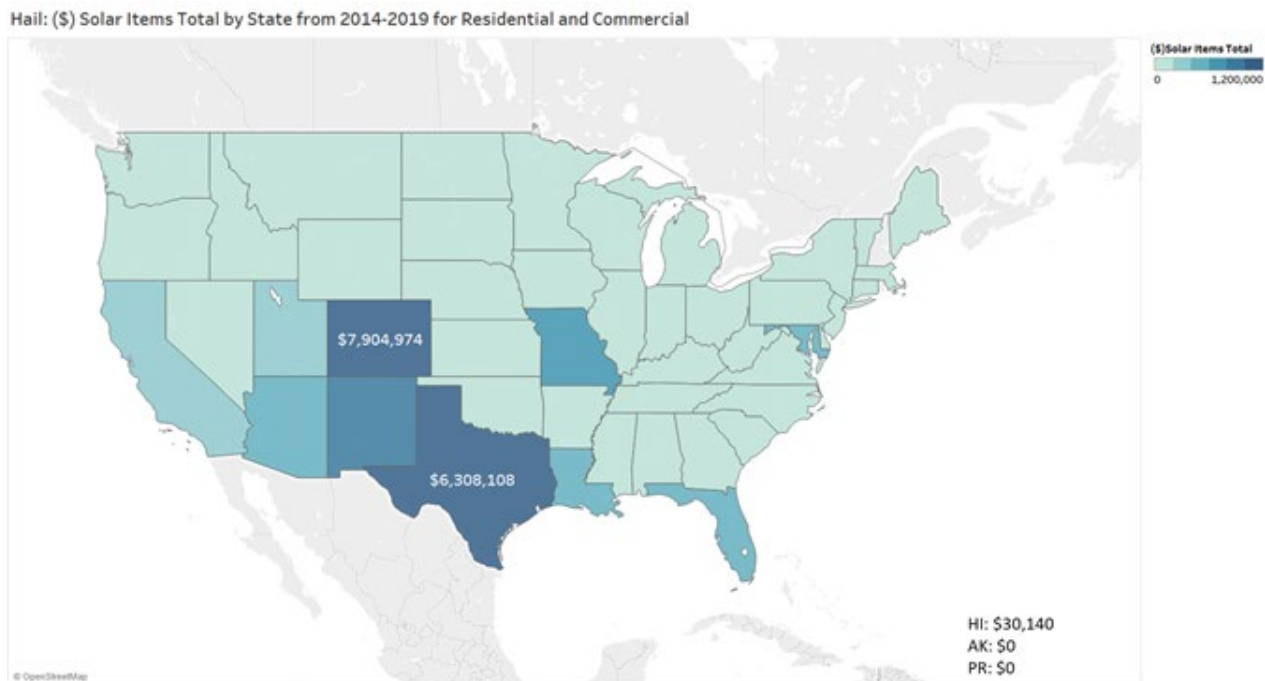 Hail: ($) Solar Items Total by State from 2014-2019 for Residential and Commercial
($)Solar Items Total
0 1,200,000
$7,904,974
$6,308,108
HI: $30,140
AK: $0
PR: $0
© OpenStreetMap